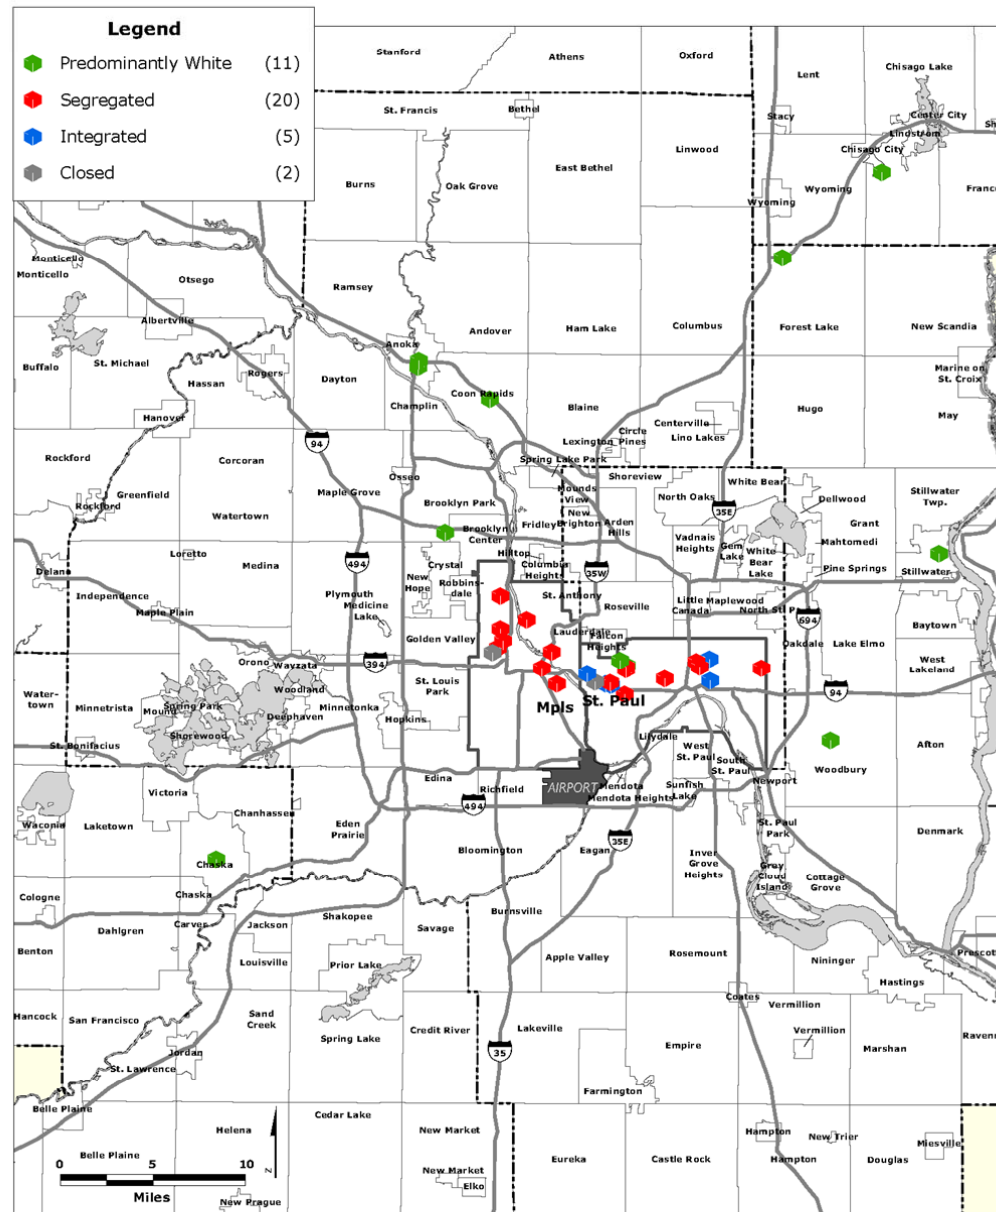 Legend
Predominantly White (11)
Segregated (20)
Integrated (5)
Closed (2)
Stanford
Athens
Oxford
Lent
Chisago Lake
St. Francis
Bethel
Stacy
Center City
Lindstrom
Chisago City
Linwood
East Bethel
Burns
Oak Grove
Wyoming
Wyoming
Franc
Monticello
Monticello
Otsego
Ramsey
Albertville
Andover
Ham Lake
Columbus
Forest Lake
New Scandia
Anoka
Buffalo
St. Michael
Rogers
Hassan
Dayton
Marine on
St. Croix
Coon Rapids
Champlin
Blaine
Hugo
May
Hanover
Centerville
Circle
Pines
Lexington
Lino Lakes
Rockford
Corcoran
94
Spring Lake Park
Shoreview
White Bear
Osseo
Maple Grove
Mounds
View
North Oaks
Dellwood
Stillwater
Twp.
Greenfield
Rockford
Brooklyn Park
New
Brighton
35E
Watertown
Fridley
Arden
Hills
Grant
Brooklyn
Center
Vadnais
Heights
Gem
Lake
Mahtomedi
White
Bear
Lake
Loretto
Hilltop
Medina
494
Crystal
Columbia
Heights
35W
Pine Springs
Stillwater
Delano
New
Hope
Robbins-
dale
Independence
Plymouth
St. Anthony
Little
Canada
Maplewood
Medicine
Lake
Roseville
North St. P
Maple Plain
694
Baytown
Golden Valley
Lauderdale
Falcon
Heights
Oakdale
Lake Elmo
Orono
Wayzata
394
West
Lakeland
Woodland
St. Louis
Park
Water-
town
Minnetrista
Spring Park
Mound
Deephaven
Minnetonka
Mpls
St. Paul
94
Hopkins
Shorewood
St. Bonifacius
Lilydale
West
St. Paul
South
St. Paul
Afton
Woodbury
Edina
Newport
Victoria
Richfield
AIRPORT
Mendota
Mendota Heights
Sunfish
Lake
Chanhassen
494
Waconia
Laketown
Eden
Prairie
35E
St. Paul
Park
Denmark
Bloomington
Eagan
Inver
Grove
Heights
Chaska
Grey
Cloud
Island
Cottage
Grove
Cologne
Chaska
Burnsville
Shakopee
Dahlgren
Carver
Jackson
Savage
Benton
Louisville
Prior Lake
Apple Valley
Rosemount
Nininger
Prescot
Hastings
Coates
Hancock
San Francisco
Sand
Creek
Vermillion
Credit River
Lakeville
Spring Lake
Vermillion
Raven
35
Empire
Jordan
Marshan
St. Lawrence
Farmington
Belle Plaine
Cedar Lake
Helena
New Market
Hampton
New Trier
Miesville
Belle Plaine
Eureka
Castle Rock
Hampton
Douglas
N
0 5 10
Miles
New Market
Elko
New Prague